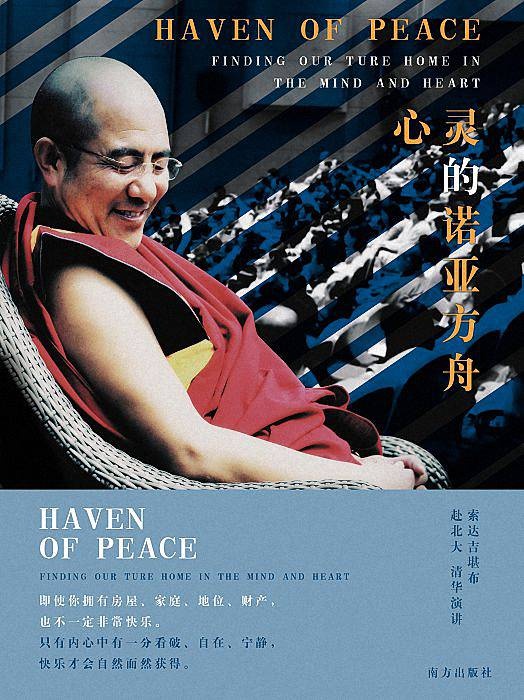 HAVEN OF PEACE
FINDING OUR TURE HOME IN
THE MIND AND HEART
心灵的诺亚方舟
HAVEN
OF PEACE
FINDING OUR TURE HOME IN THE MIND AND HEART
即使你拥有房屋、家庭、地位、财产，
也不一定非常快乐。
只有内心中有一分看破、自在、宁静，
快乐才会自然而然获得。
索达吉堪布
赴北大 清华演讲
南方出版社